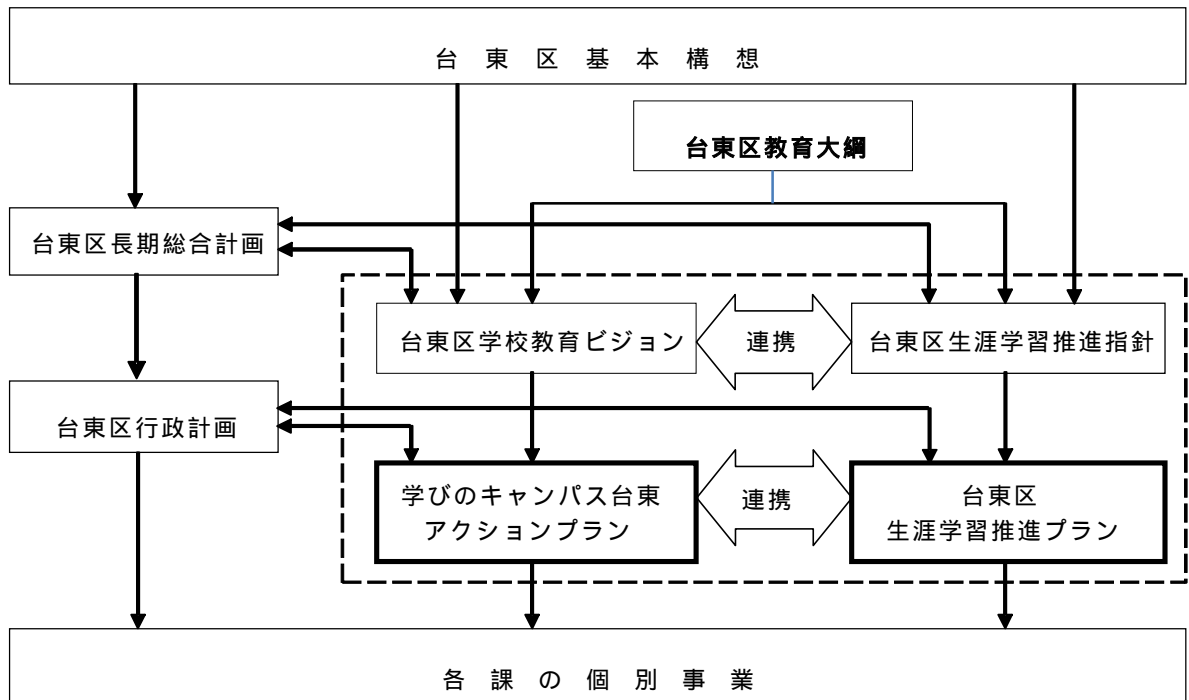 台東区基本構想
台東区教育大綱
台東区長期総合計画
台東区学校教育ビジョン
連携
台東区生涯学習推進指針
台東区行政計画
学びのキャンパス台東
アクションプラン
連携
台東区
生涯学習推進プラン
各課の個別事業